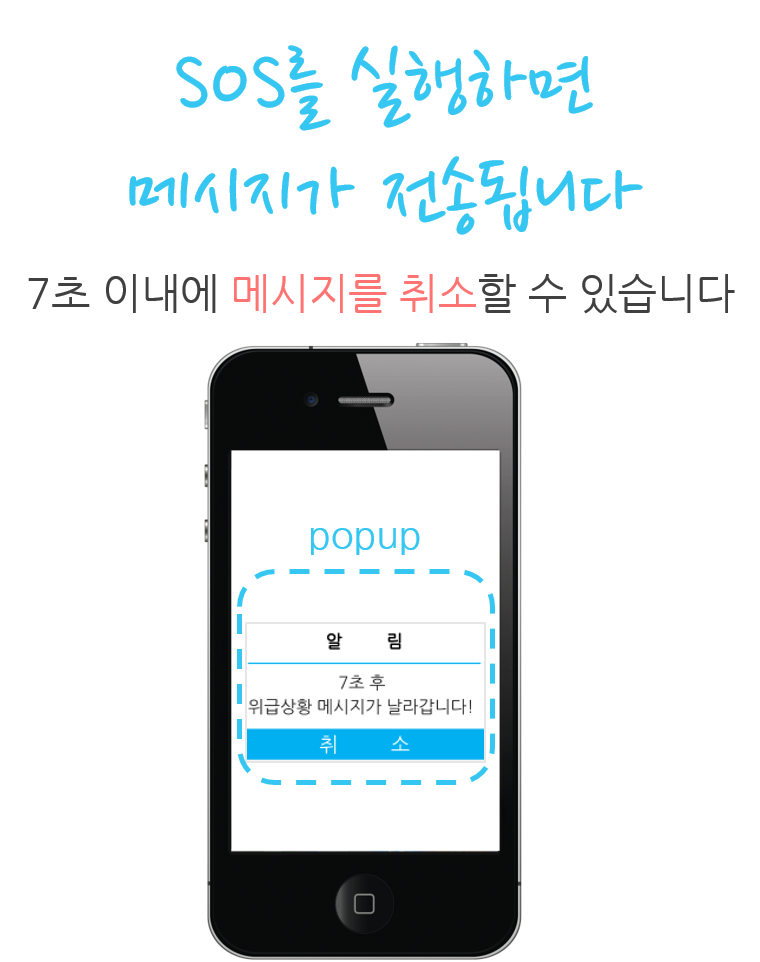 SOS를 실행하면
메시지가 전송됩니다
7초 이내에 메시지를 취소할 수 있습니다
popup
알 림
7초 후
위급상황 메시지가 날라갑니다!
취 소